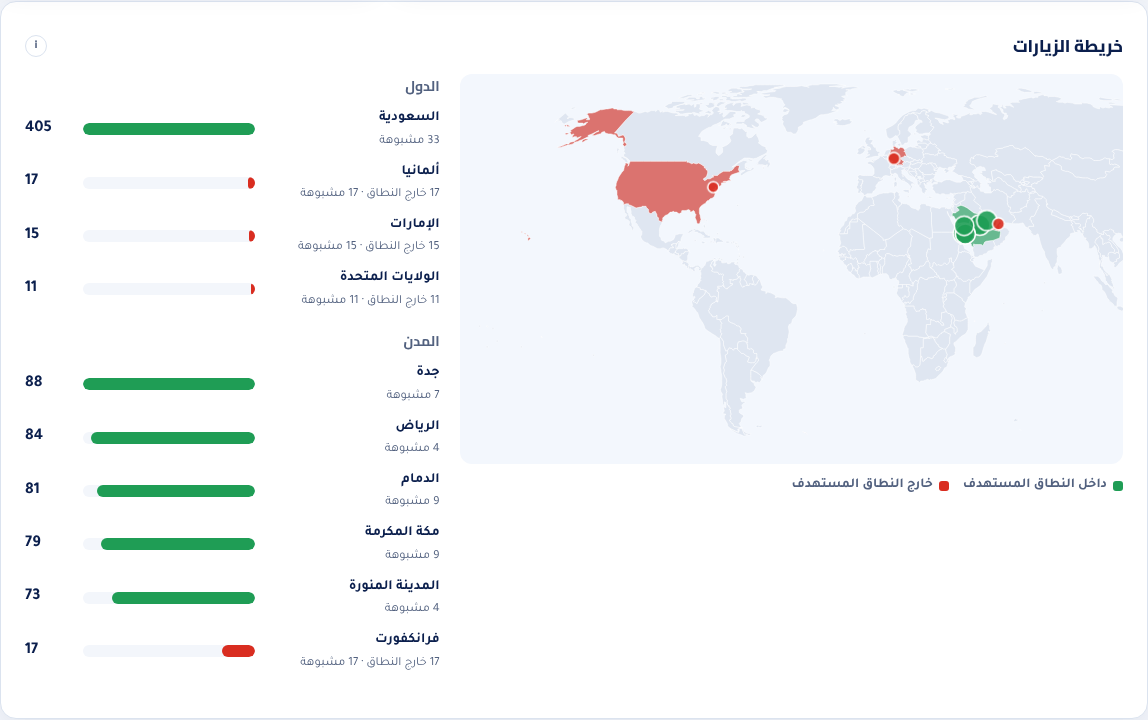 خريطة الزيارات
i
داخل النطاق المستهدف
خارج النطاق المستهدف
الدول
السعودية
33 مشبوهة
405
ألمانيا
17 خارج النطاق · 17 مشبوهة
17
الإمارات
15 خارج النطاق · 15 مشبوهة
15
الولايات المتحدة
11 خارج النطاق · 11 مشبوهة
11
المدن
جدة
7 مشبوهة
88
الرياض
4 مشبوهة
84
الدمام
9 مشبوهة
81
مكة المكرمة
9 مشبوهة
79
المدينة المنورة
4 مشبوهة
73
فرانكفورت
17 خارج النطاق · 17 مشبوهة
17